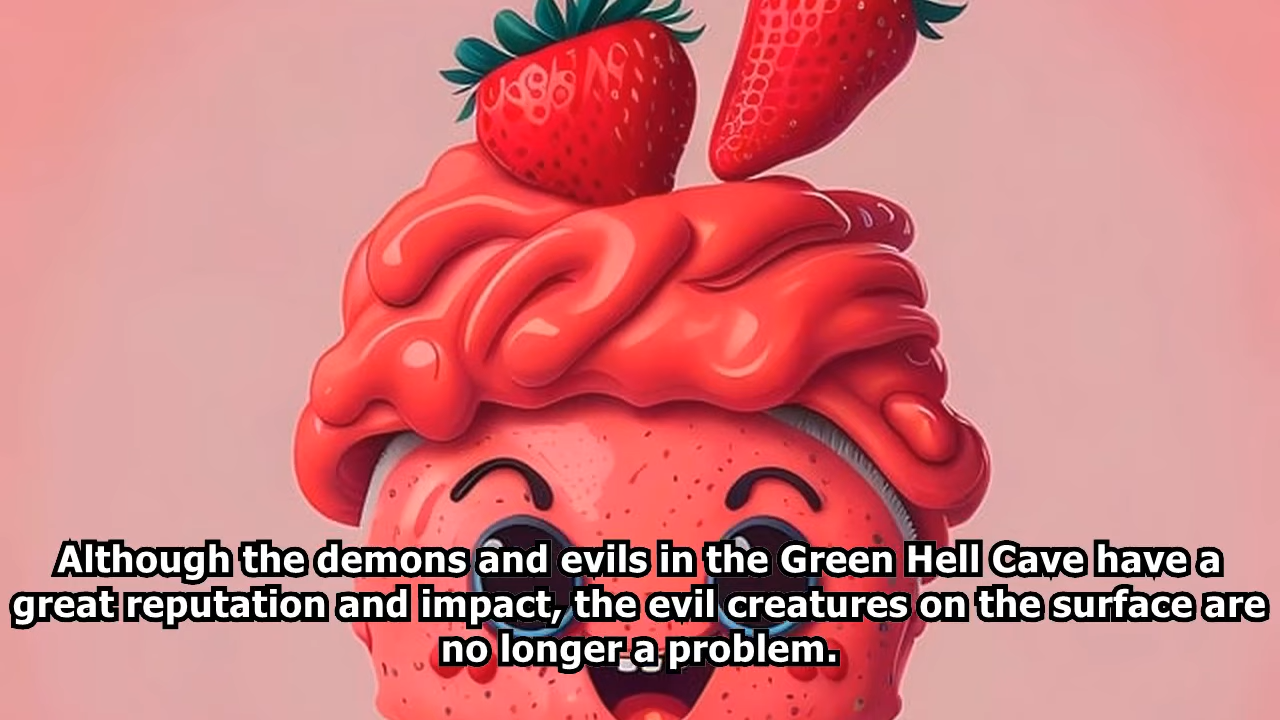 Although the demons and evils in the Green Hell Cave have a
great reputation and impact, the evil creatures on the surface are
no longer a problem.